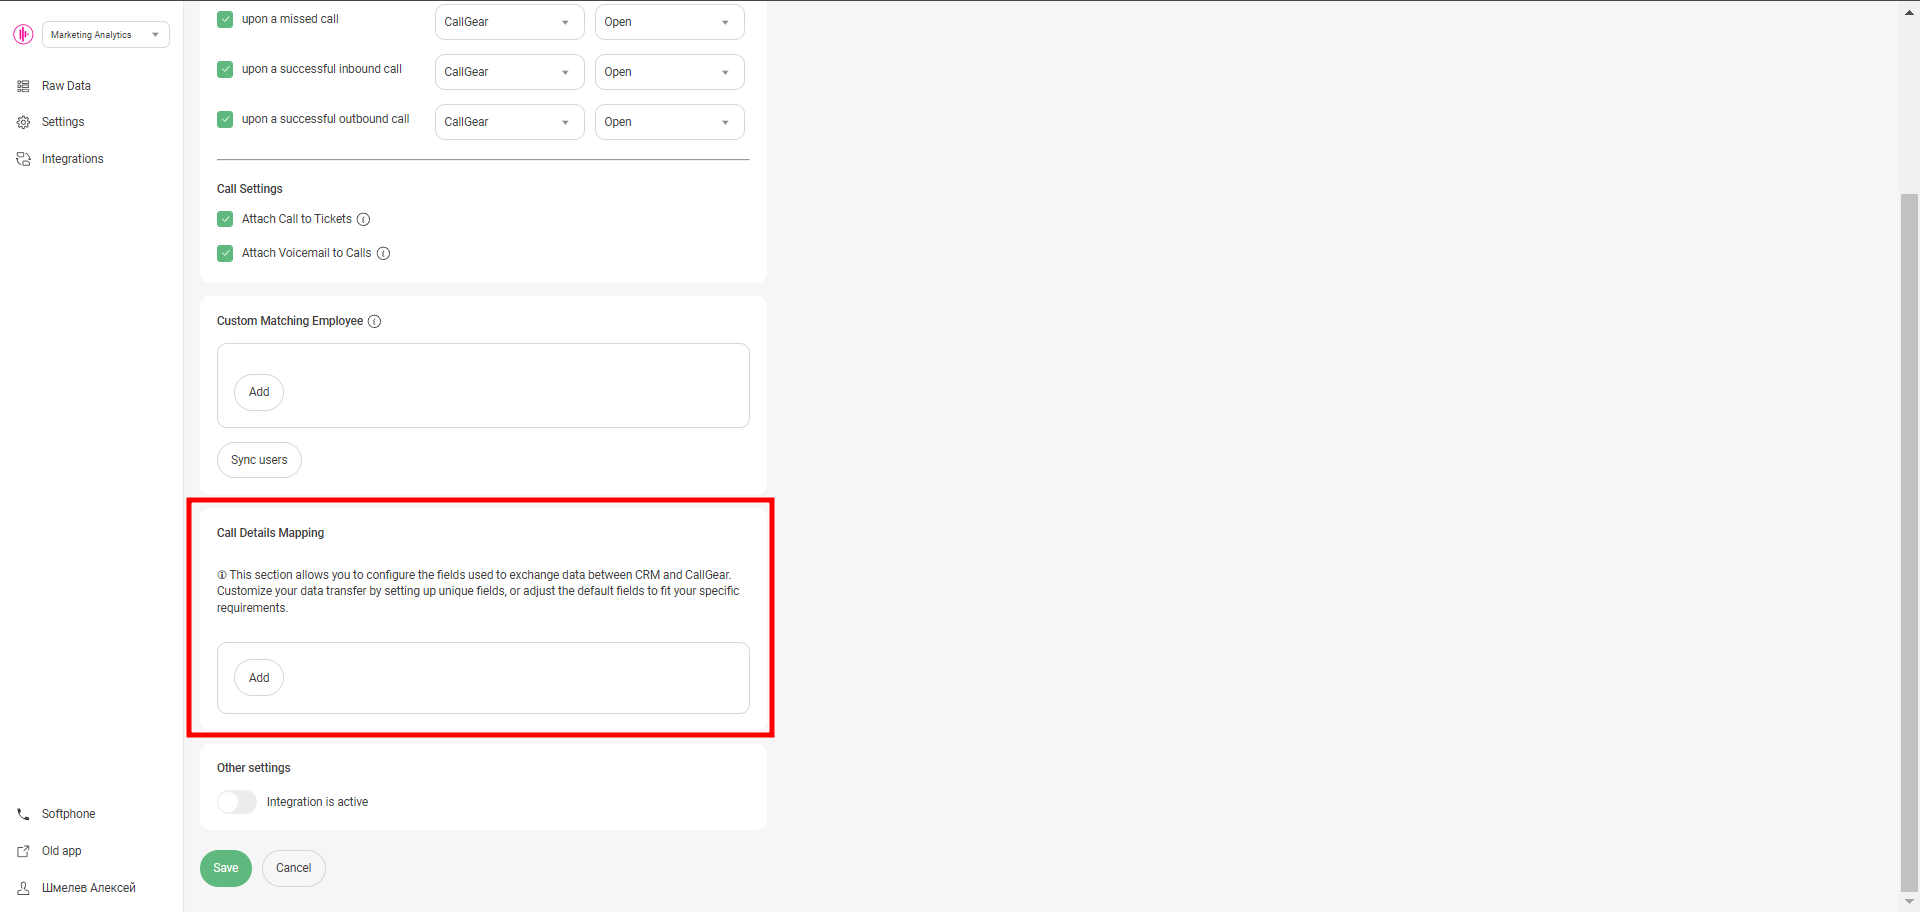 Marketing Analytics
Raw Data
Settings
Integrations
upon a missed call CallGear Open
upon a successful inbound call CallGear Open
upon a successful outbound call CallGear Open
Call Settings
Attach Call to Tickets
Attach Voicemail to Calls
Custom Matching Employee
Add
Sync users
Call Details Mapping
This section allows you to configure the fields used to exchange data between CRM and CallGear.
Customize your data transfer by setting up unique fields, or adjust the default fields to fit your specific
requirements.
Add
Other settings
Integration is active
Save Cancel
Softphone
Old app
Шмелев Алексей